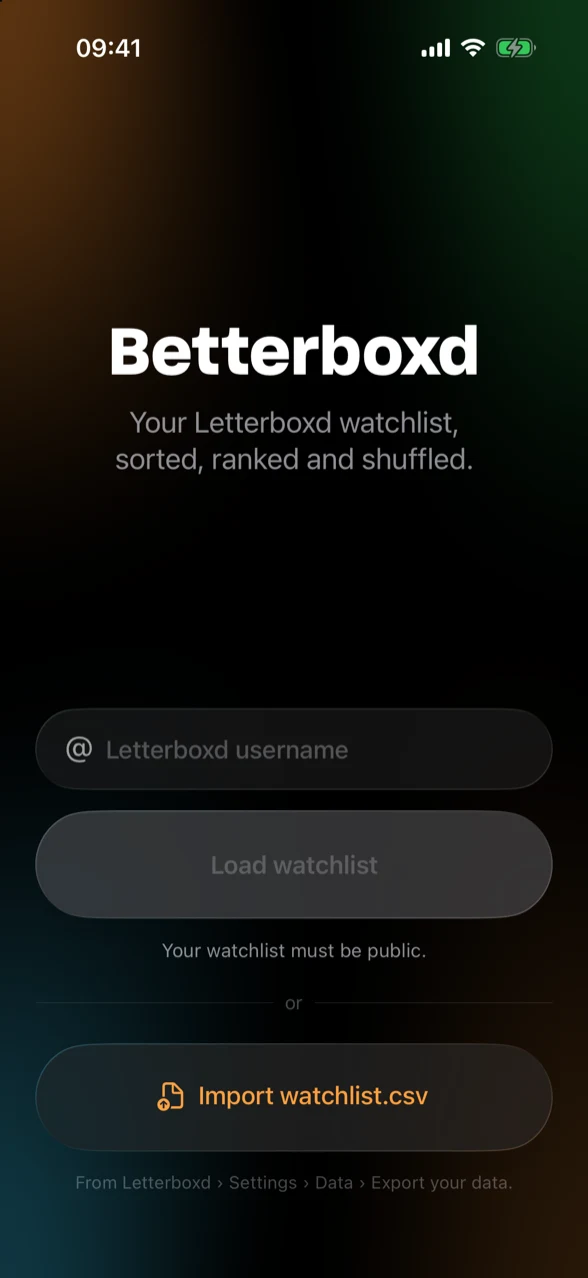 09:41
Betterboxd
Your Letterboxd watchlist,
sorted, ranked and shuffled.
@ Letterboxd username
Load watchlist
Your watchlist must be public.
or
Import watchlist.csv
From Letterboxd › Settings › Data › Export your data.